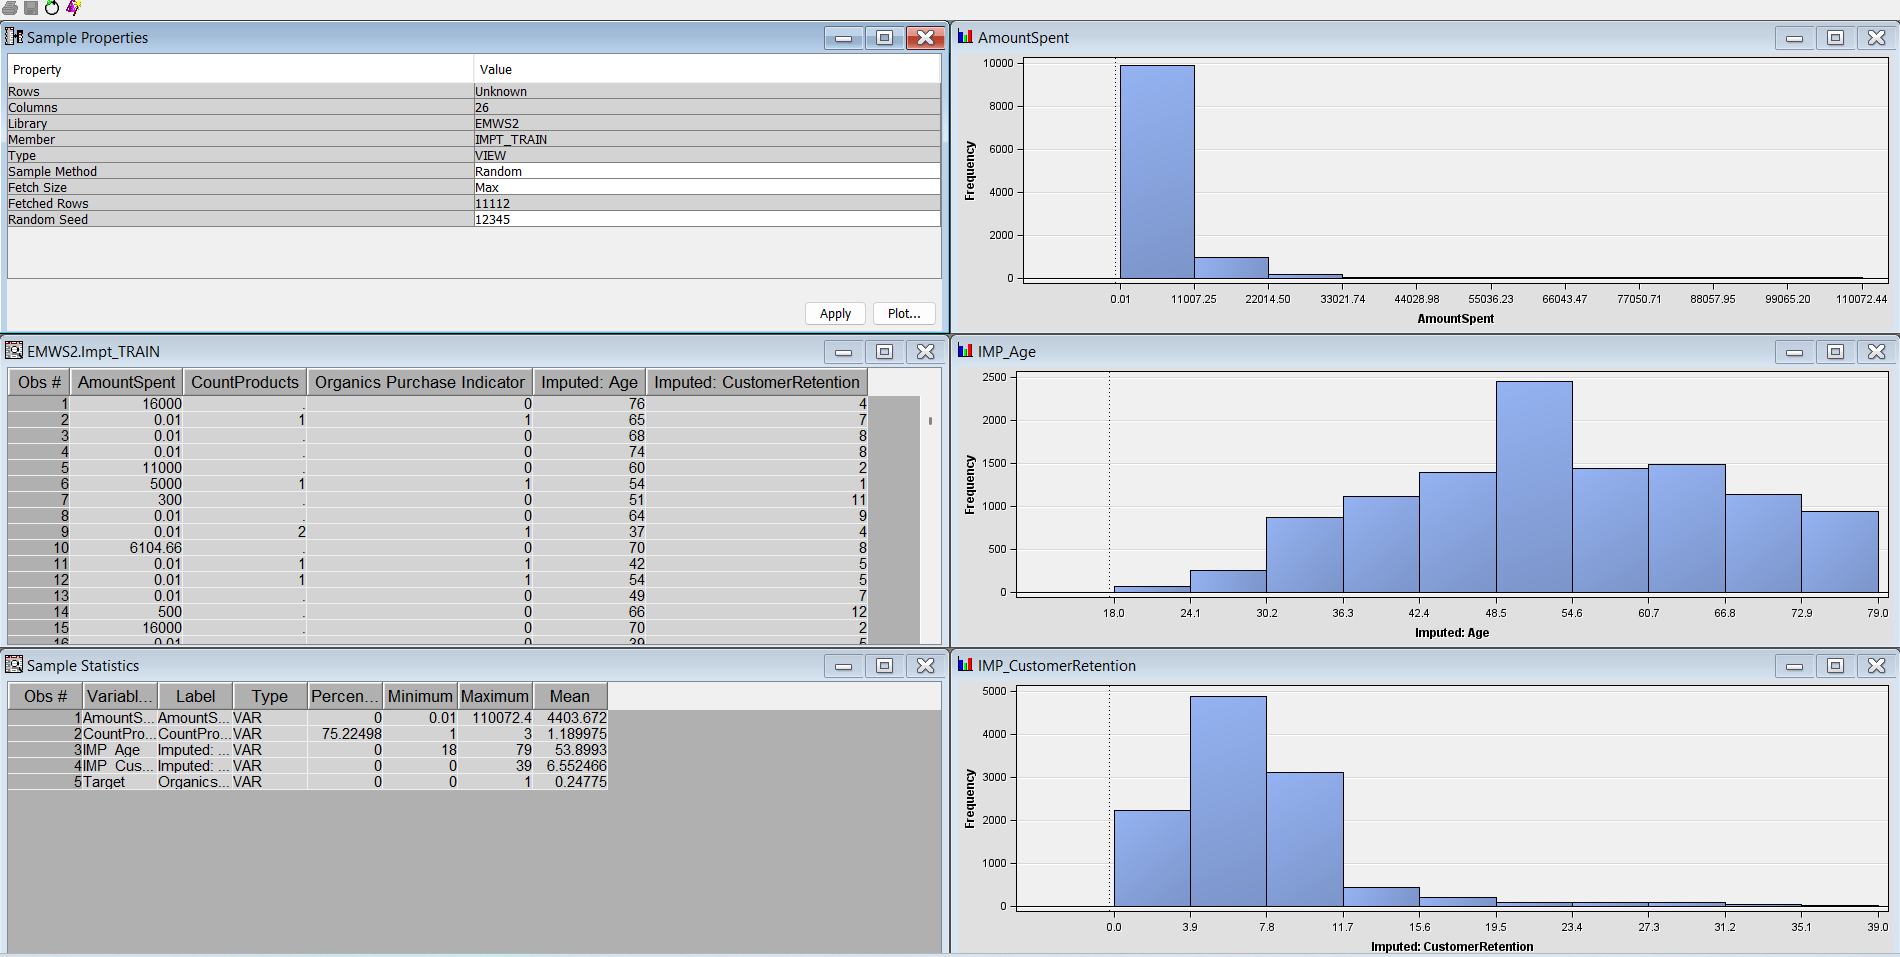 Sample Properties
Property Value
Rows Unknown
Columns 26
Library EMWS2
Member IMPT_TRAIN
Type VIEW
Sample Method Random
Fetch Size Max
Fetched Rows 11112
Random Seed 12345
Apply Plot...
EMWS2.Impt_TRAIN
Obs # AmountSpent CountProducts Organics Purchase Indicator Imputed: Age Imputed: CustomerRetention
1 16000 . 0 76 4
2 0.01 1 1 65 7
3 0.01 . 0 68 8
4 0.01 . 0 74 8
5 11000 . 0 60 2
6 5000 1 1 54 1
7 300 . 0 51 11
8 0.01 . 0 64 9
9 0.01 2 1 37 4
10 6104.66 . 0 70 8
11 0.01 1 1 42 5
12 0.01 1 1 54 5
13 0.01 . 0 49 7
14 500 . 0 66 12
15 16000 . 0 70 2
16 0.01 0 39 5
Sample Statistics
Obs # Variabl... Label Type Percen... Minimum Maximum Mean
1 AmountS... AmountS... VAR 0 0.01 110072.4 4403.672
2 CountPro... CountPro... VAR 75.22498 1 3 1.189975
3 IMP_Age Imputed: ... VAR 0 18 79 53.8993
4 IMP_Cus... Imputed: ... VAR 0 0 39 6.552466
5 Target Organics... VAR 0 0 1 0.24775
AmountSpent
Frequency
10000
8000
6000
4000
2000
0
0.01 11007.25 22014.50 33021.74 44028.98 55036.23 66043.47 77050.71 88057.95 99065.20 110072.44
AmountSpent
IMP_Age
Frequency
2500
2000
1500
1000
500
0
18.0 24.1 30.2 36.3 42.4 48.5 54.6 60.7 66.8 72.9 79.0
Imputed: Age
IMP_CustomerRetention
Frequency
5000
4000
3000
2000
1000
0
0.0 3.9 7.8 11.7 15.6 19.5 23.4 27.3 31.2 35.1 39.0
Imputed: CustomerRetention